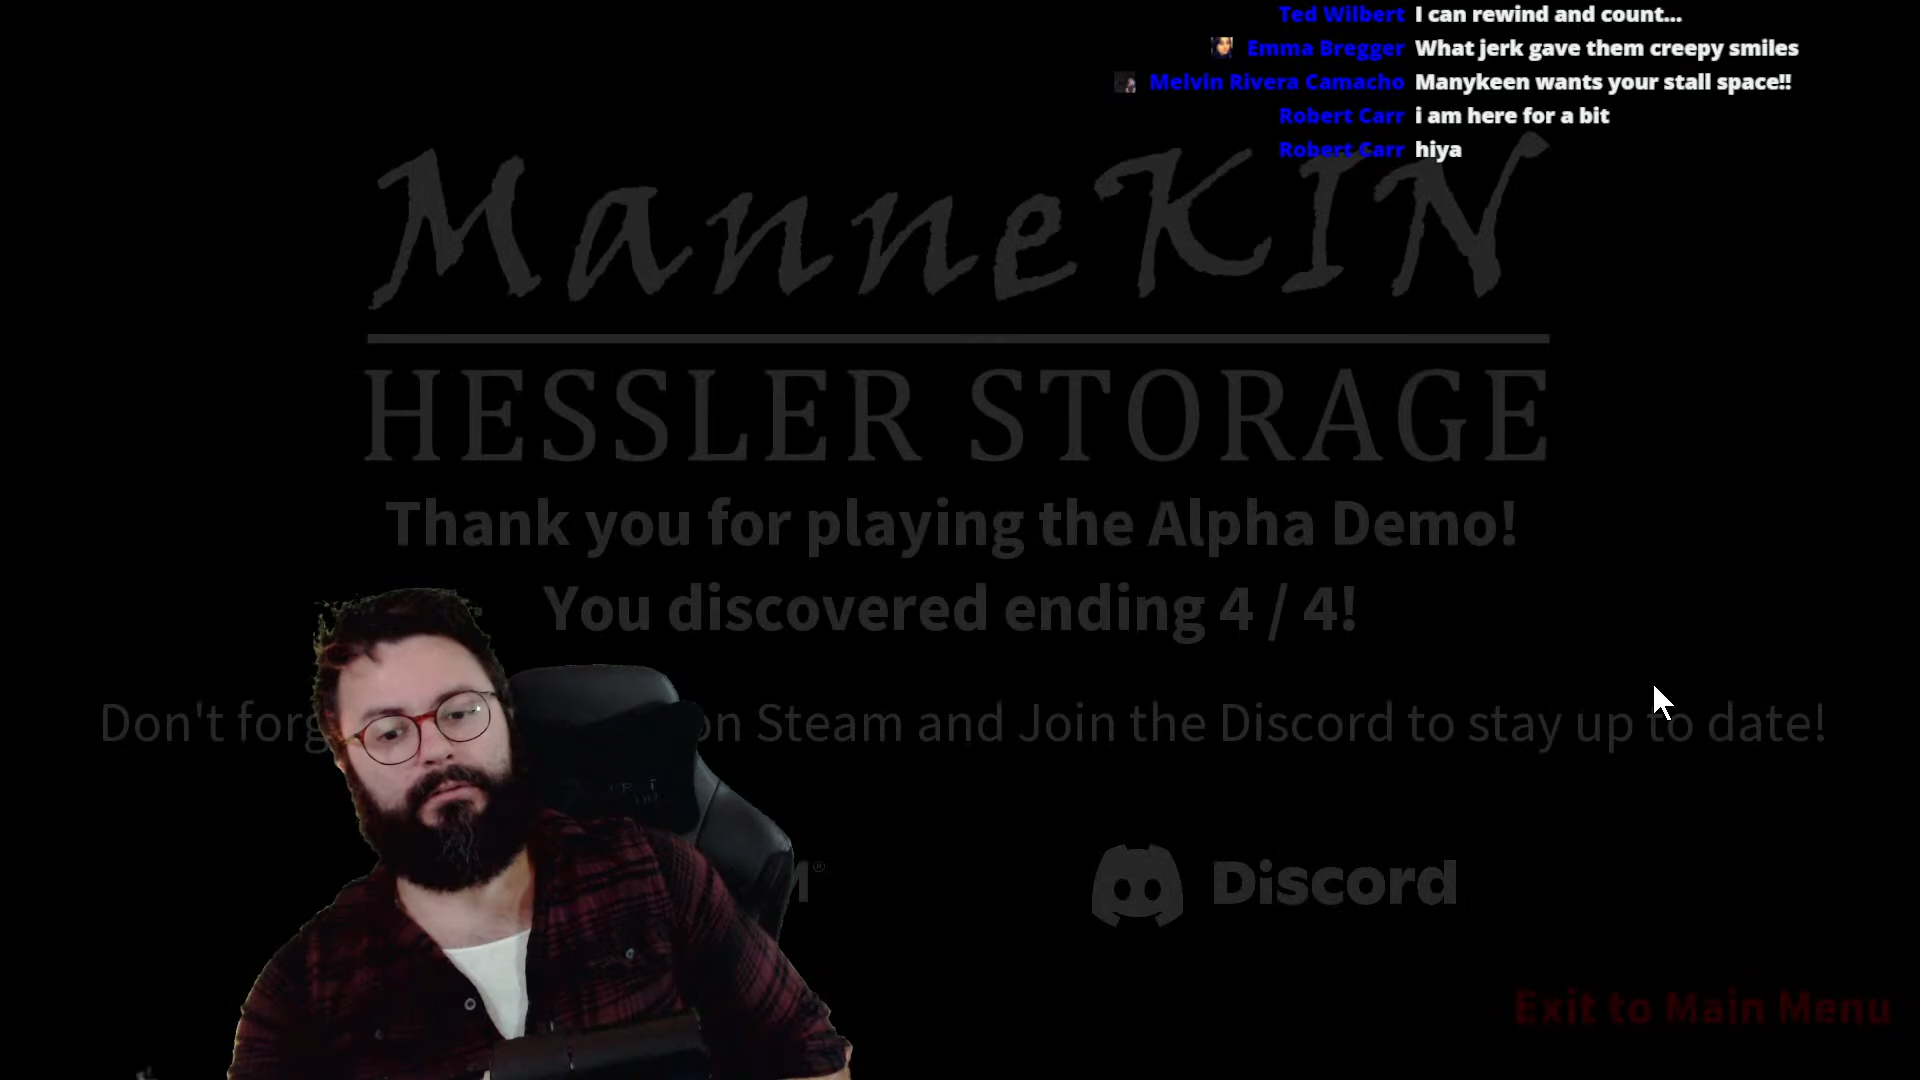 Ted Wilbert I can rewind and count...
Emma Bregger What jerk gave them creepy smiles
Melvin Rivera Camacho Manykeen wants your stall space!!
Robert Carr i am here for a bit
Robert Carr hiya
ManneKIN
HESSLER STORAGE
Thank you for playing the Alpha Demo!
You discovered ending 4 / 4!
Don't forg on Steam and Join the Discord to stay up to date!
M®
Discord
Exit to Main Menu